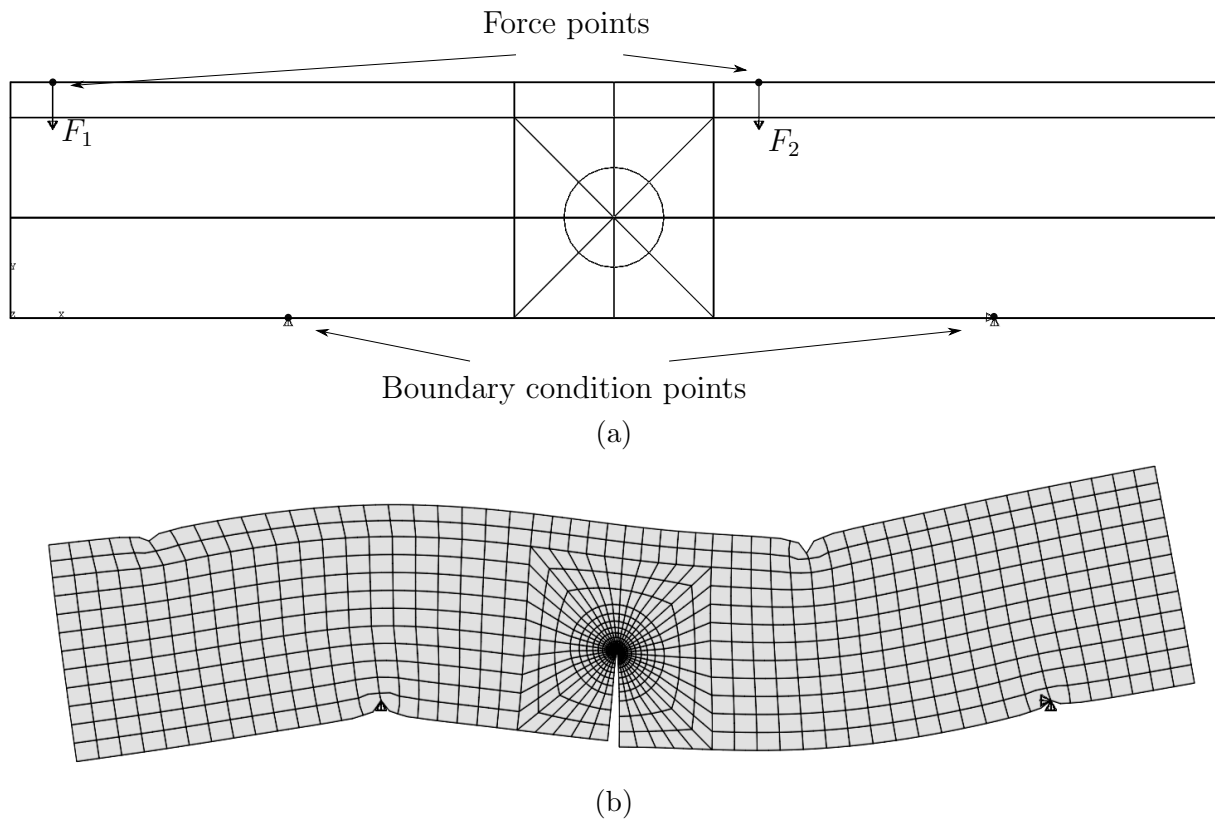 Force points
F₁
F₂
Y
Z X
Boundary condition points
(a)
(b)